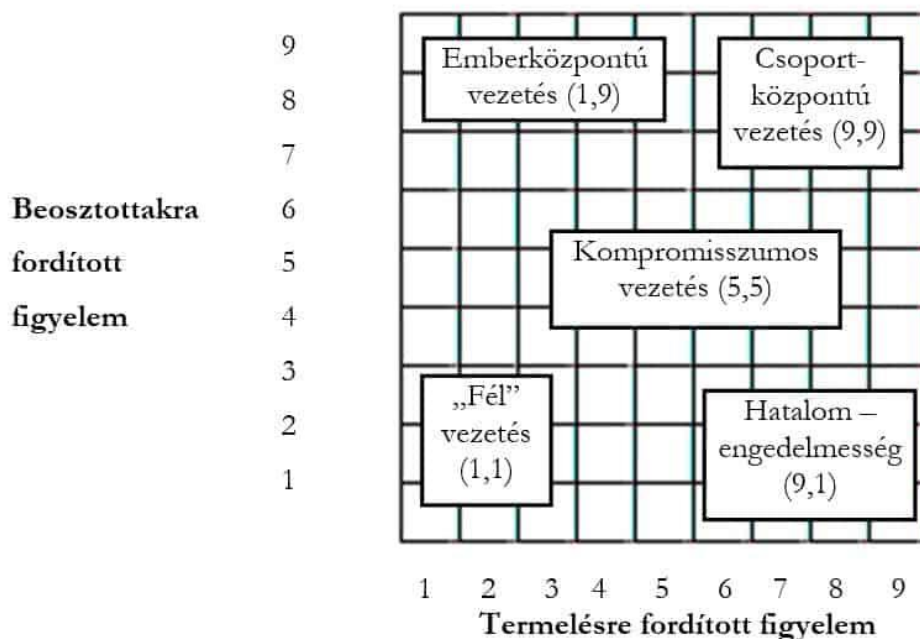 9
8
7
6
5
4
3
2
1
Beosztottakra
fordított
figyelem
Emberközpontú
vezetés (1,9)
Csoport-
központú
vezetés (9,9)
Kompromisszumos
vezetés (5,5)
„Fél”
vezetés
(1,1)
Hatalom –
engedelmesség
(9,1)
1 2 3 4 5 6 7 8 9
Termelésre fordított figyelem